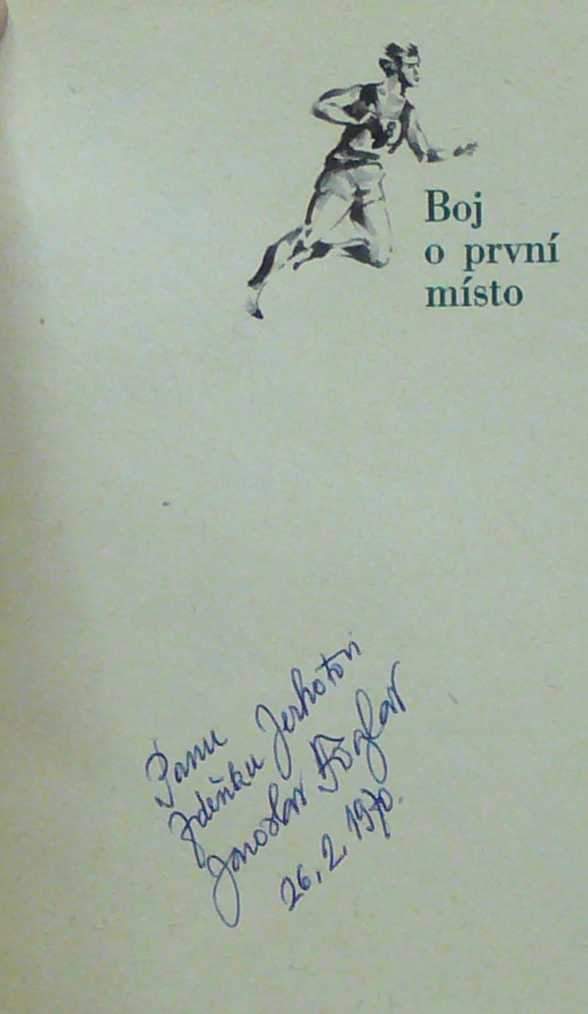 Boj
o první
místo
Panu
Zdeňku Jerhotovi
Jaroslav Foglar
26. 2. 1970.